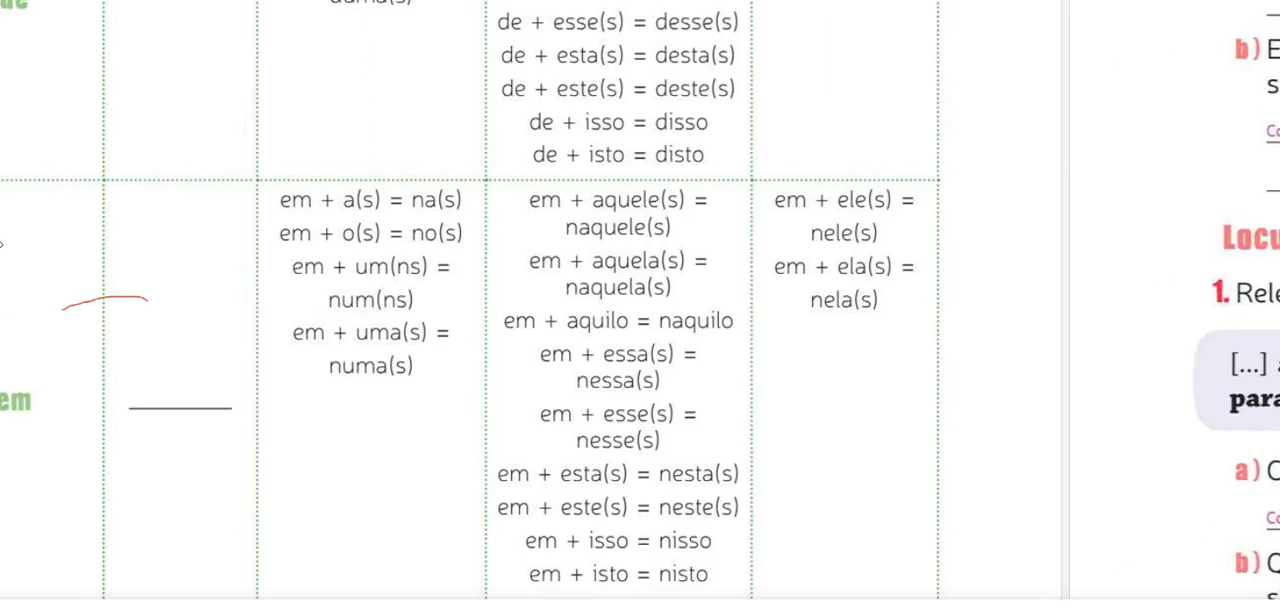 de + esse(s) = desse(s)
de + esta(s) = desta(s)
de + este(s) = deste(s)
de + isso = disso
de + isto = disto
em
em + a(s) = na(s)
em + o(s) = no(s)
em + um(ns) =
num(ns)
em + uma(s) =
numa(s)
em + aquele(s) =
naquele(s)
em + aquela(s) =
naquela(s)
em + aquilo = naquilo
em + essa(s) =
nessa(s)
em + esse(s) =
nesse(s)
em + esta(s) = nesta(s)
em + este(s) = neste(s)
em + isso = nisso
em + isto = nisto
em + ele(s) =
nele(s)
em + ela(s) =
nela(s)
b)
1.
[...]
para
a)
b)